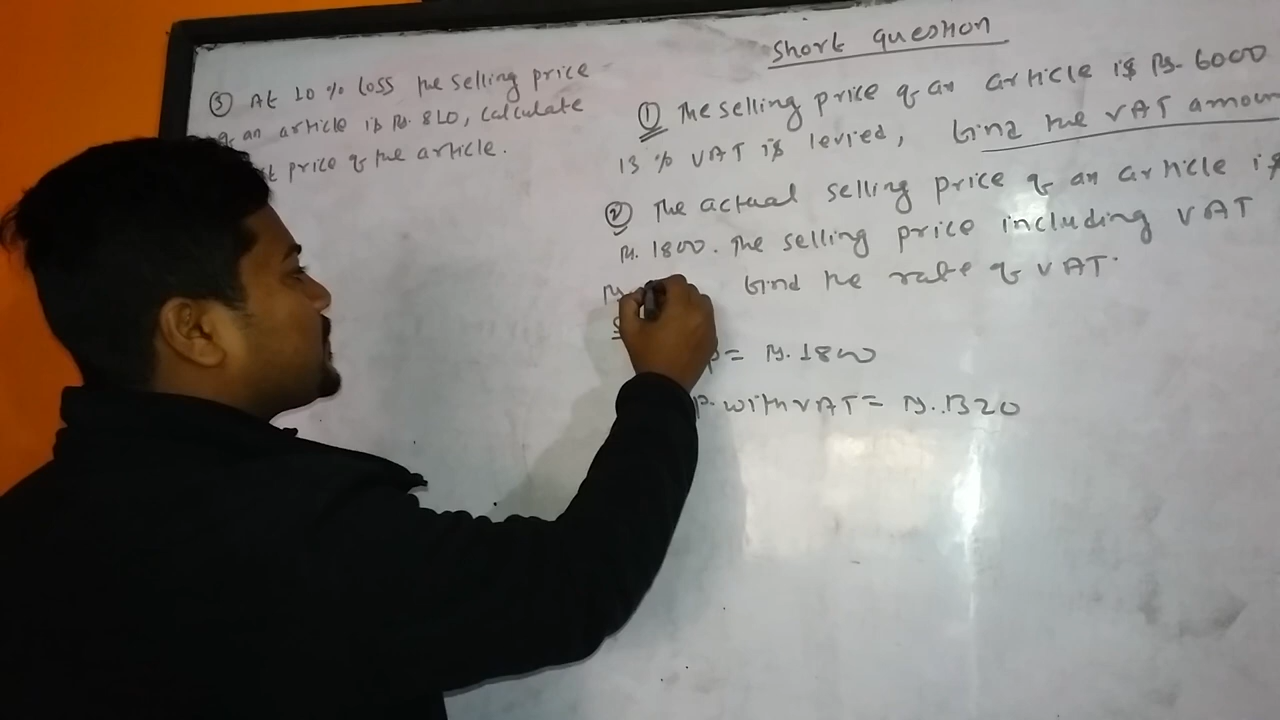 Short question
① The selling price of an article is Rs. 6000
13 % VAT is levied, find the VAT amoun
② The actual selling price of an article is
Rs. 1800. The selling price including VAT
find the rate of VAT.
P = Rs. 1800
P. with VAT = Rs. 1320
③ At 10 % loss the selling price
of an article is Rs. 810, calculate
price of the article.